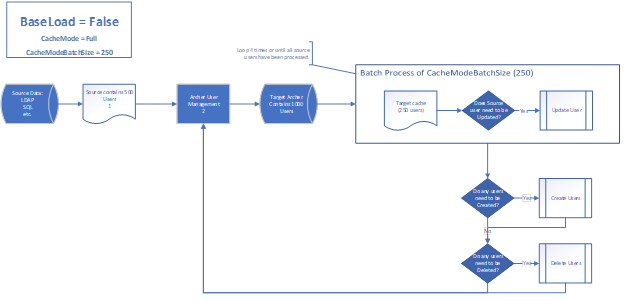 BaseLoad = False
CacheMode = Full
CacheModeBatchSize = 250
Loop 4 times or until all source
users have been processed.
Batch Process of CacheModeBatchSize (250)
Source Data:
LDAP
SQL
etc
Source contains 500
Users
1
Archer User
Management
2
Target Archer
Contains 1000
Users
Target cache
(250 users)
Does Source
user need to be
Updated?
Yes
Update User
Do any users
need to be
Created?
Yes
Create Users
No
Do any users
need to be
Deleted?
Yes
Delete Users